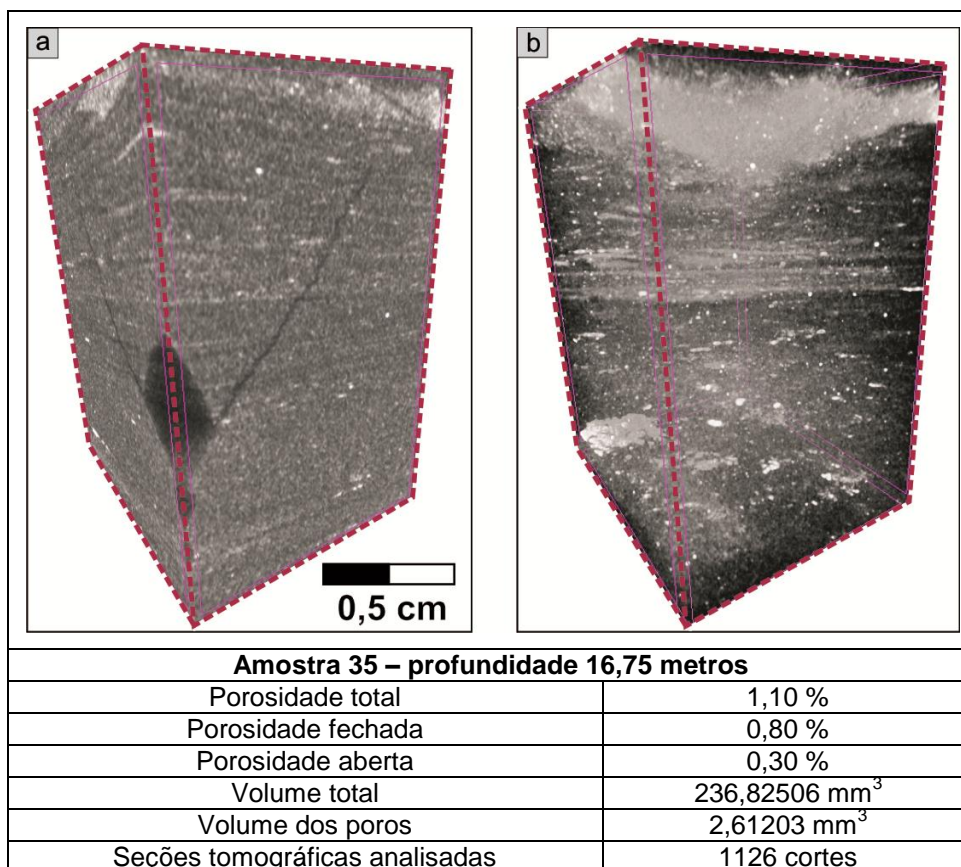 a
b
0,5 cm
Amostra 35 – profundidade 16,75 metros
Porosidade total 1,10 %
Porosidade fechada 0,80 %
Porosidade aberta 0,30 %
Volume total 236,82506 mm³
Volume dos poros 2,61203 mm³
Seções tomográficas analisadas 1126 cortes